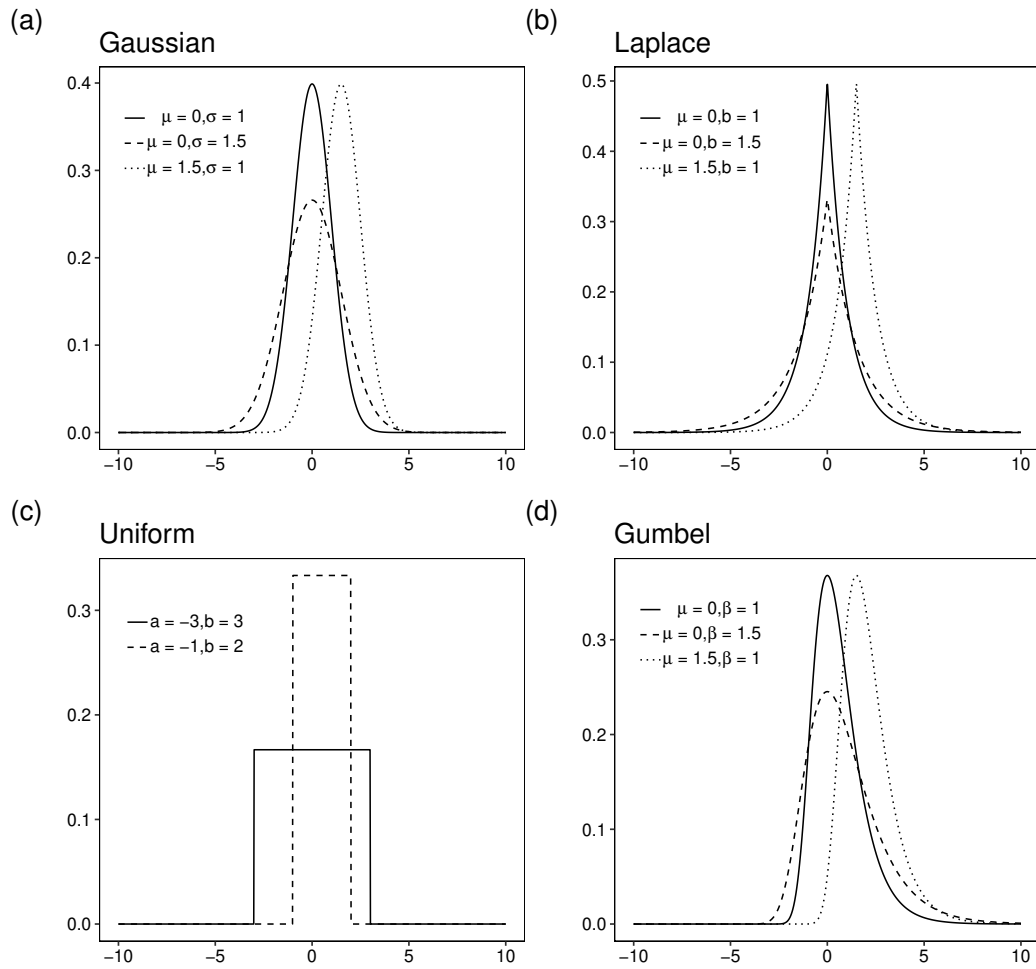 (a)
Gaussian
0.4
0.3
0.2
0.1
0.0
μ = 0,σ = 1
μ = 0,σ = 1.5
μ = 1.5,σ = 1
−10 −5 0 5 10
(b)
Laplace
0.5
0.4
0.3
0.2
0.1
0.0
μ = 0,b = 1
μ = 0,b = 1.5
μ = 1.5,b = 1
−10 −5 0 5 10
(c)
Uniform
0.3
0.2
0.1
0.0
a = −3,b = 3
a = −1,b = 2
−10 −5 0 5 10
(d)
Gumbel
0.3
0.2
0.1
0.0
μ = 0,β = 1
μ = 0,β = 1.5
μ = 1.5,β = 1
−10 −5 0 5 10